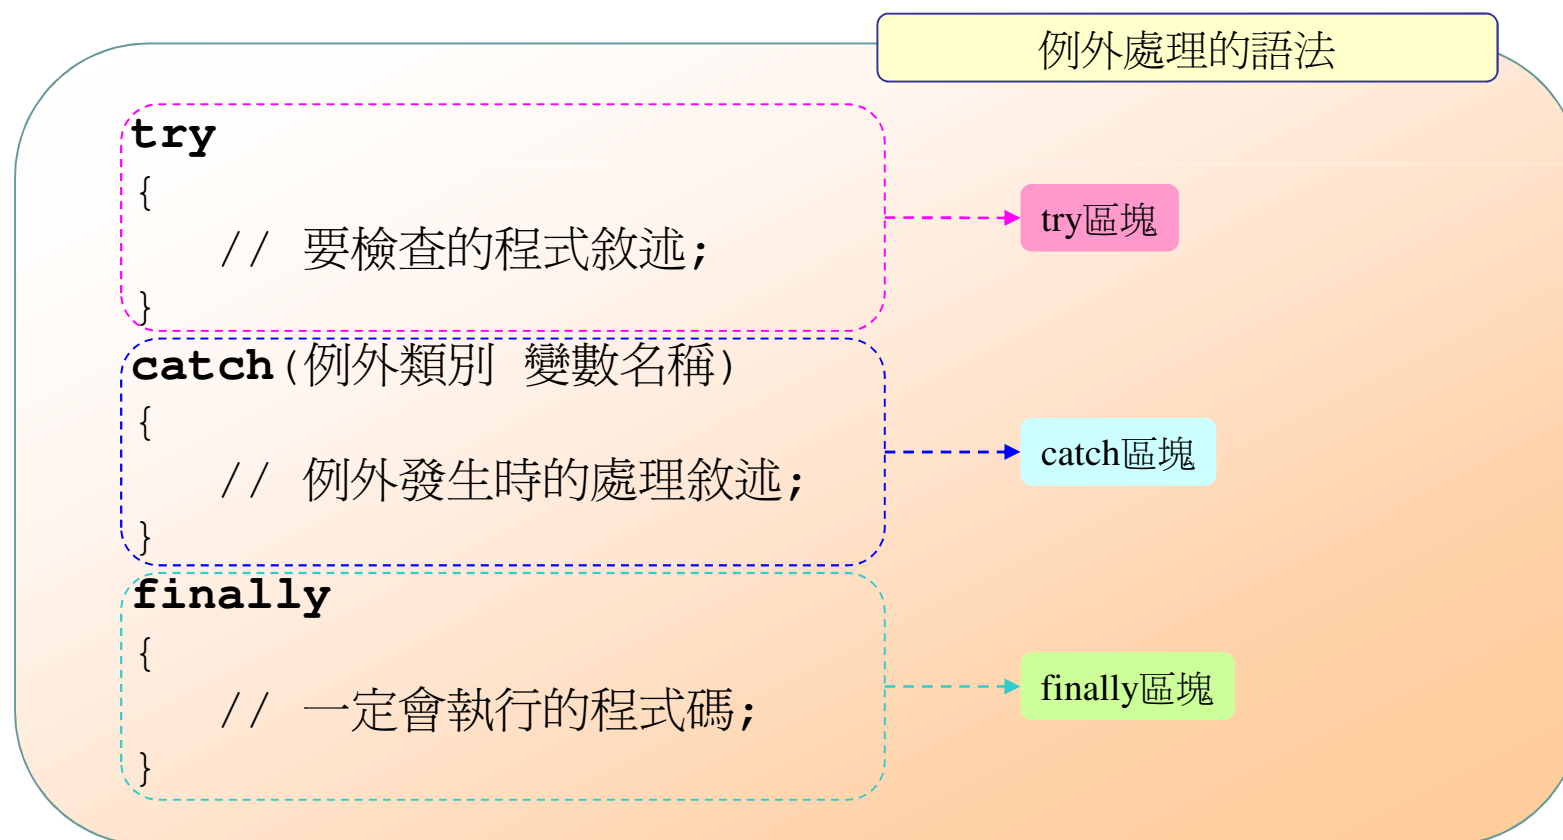 例外處理的語法
try
{
// 要檢查的程式敘述;
}
try區塊
catch(例外類別 變數名稱)
{
// 例外發生時的處理敘述;
}
catch區塊
finally
{
// 一定會執行的程式碼;
}
finally區塊